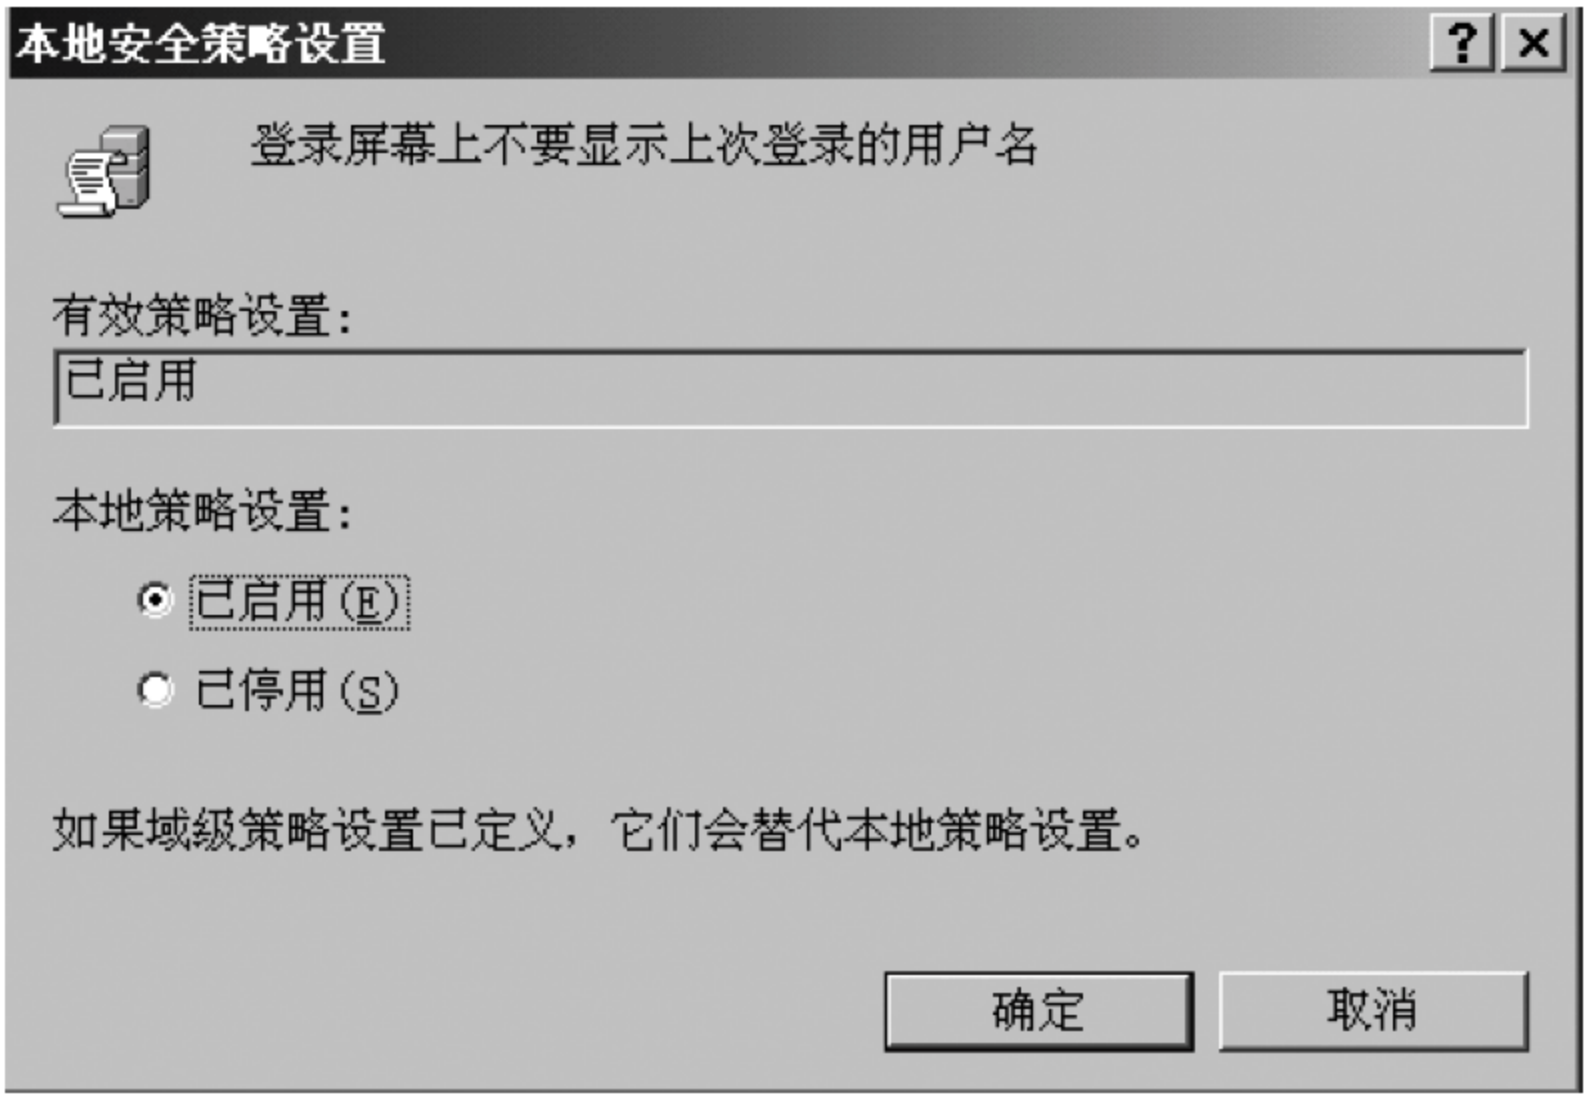 本地安全策略设置
登录屏幕上不要显示上次登录的用户名
有效策略设置:
已启用
本地策略设置:
已启用(E)
已停用(S)
如果域级策略设置已定义，它们会替代本地策略设置。
确定 取消